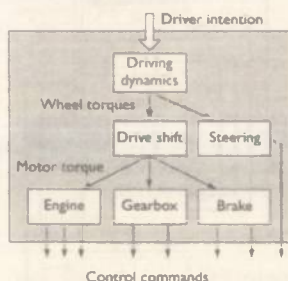 Driver intention
Driving
dynamics
Wheel torques
Drive shift
Steering
Motor torque
Engine
Gearbox
Brake
Control commands